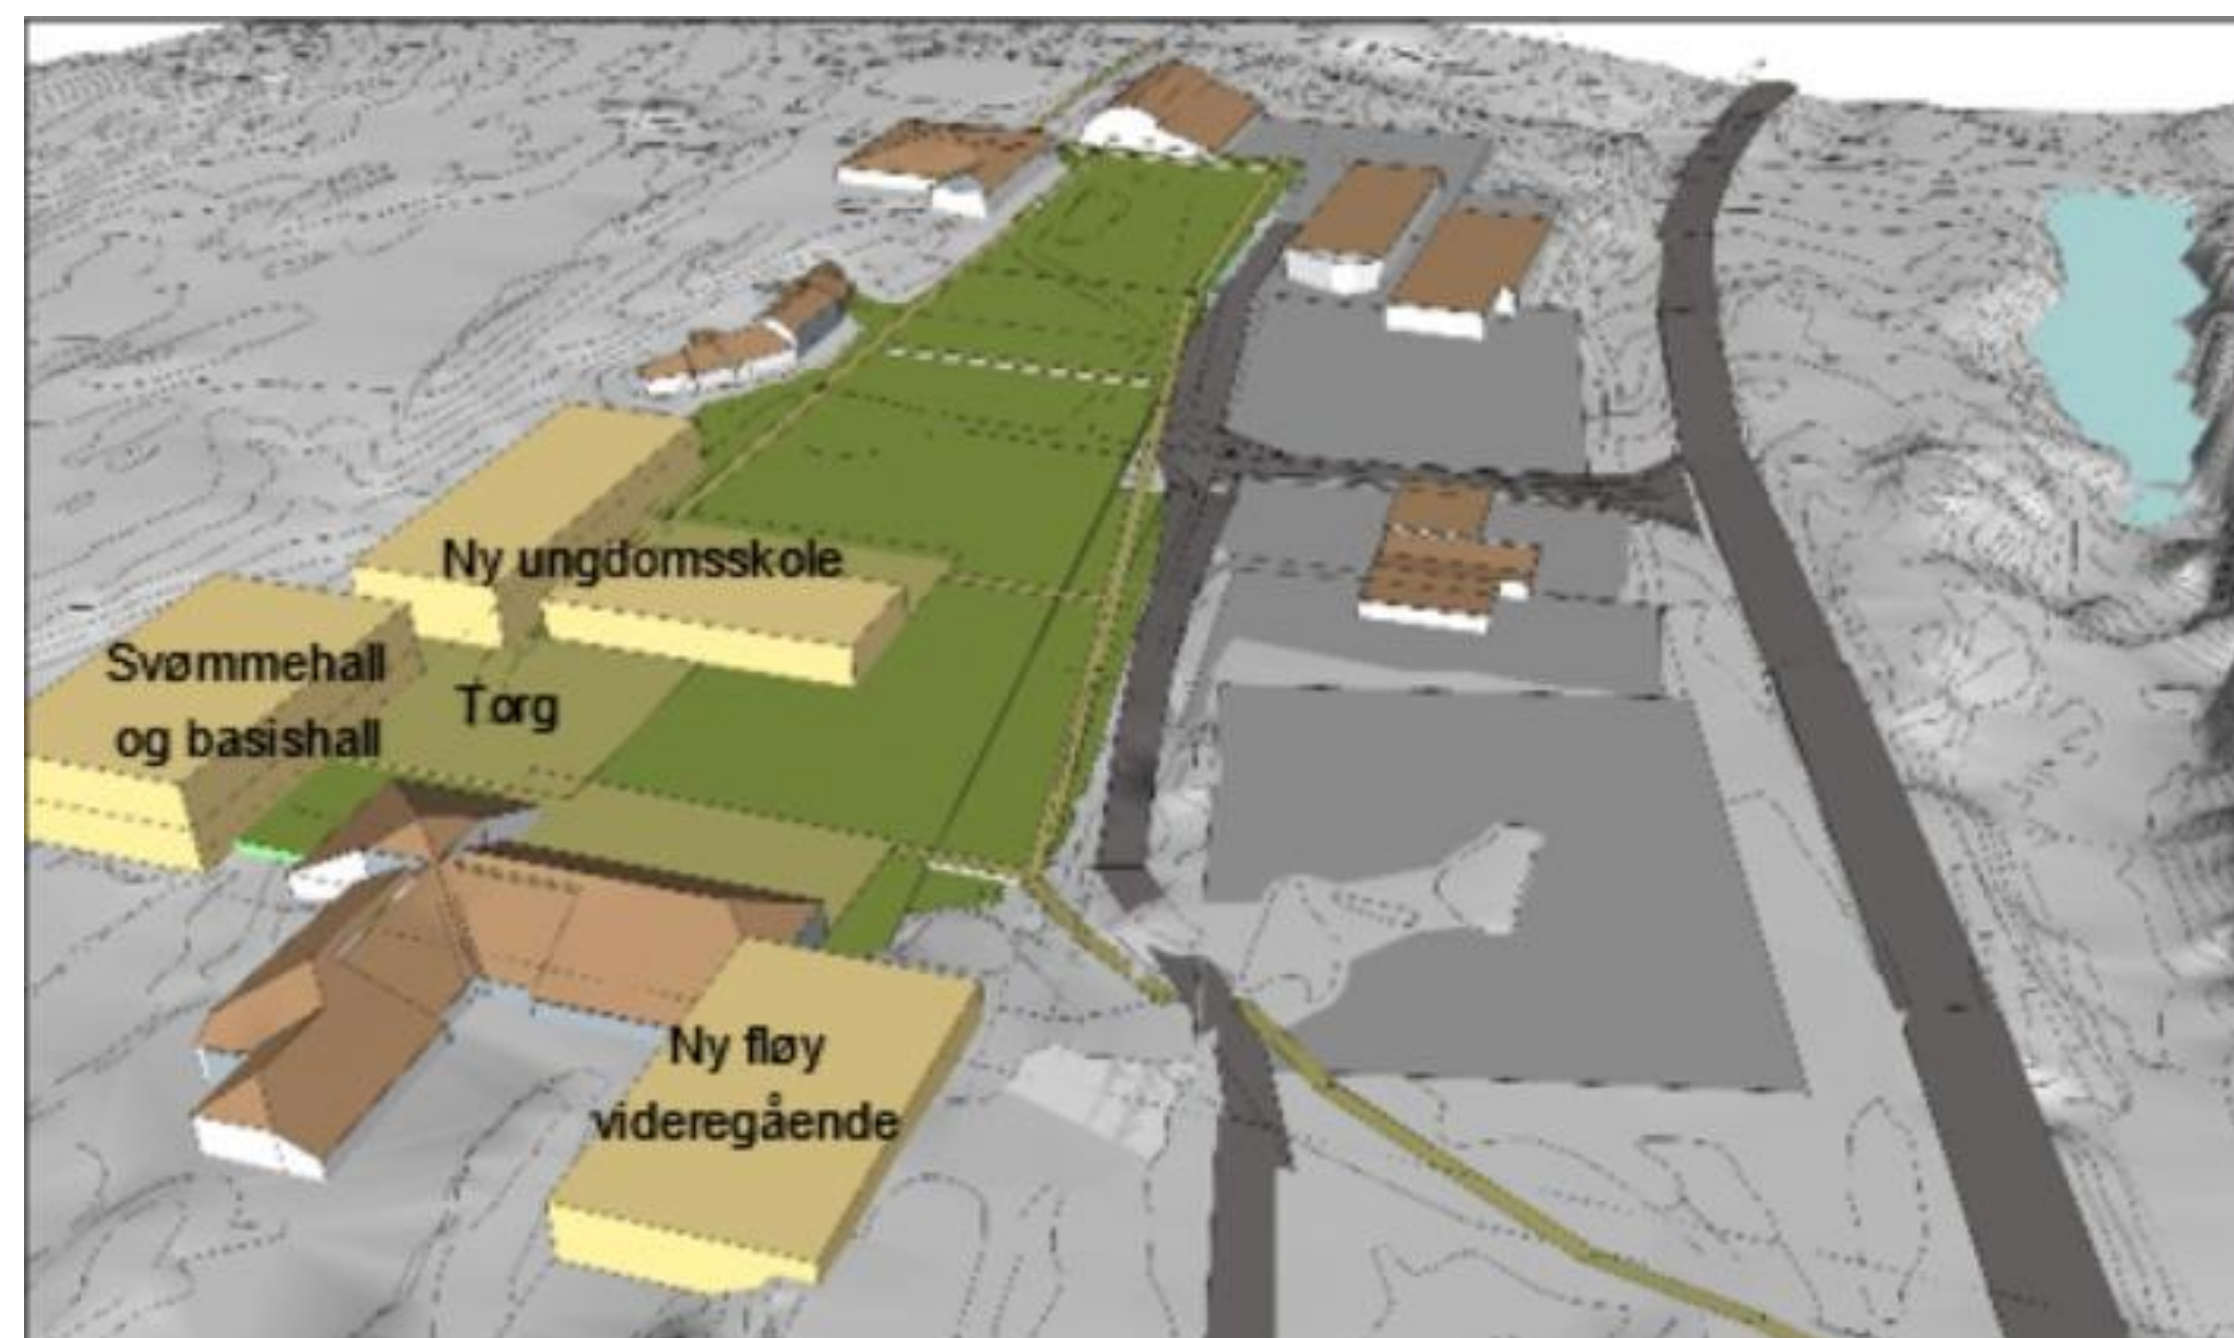 Ny ungdomsskole
Svømmehall
og basishall
Torg
Ny fløy
videregående